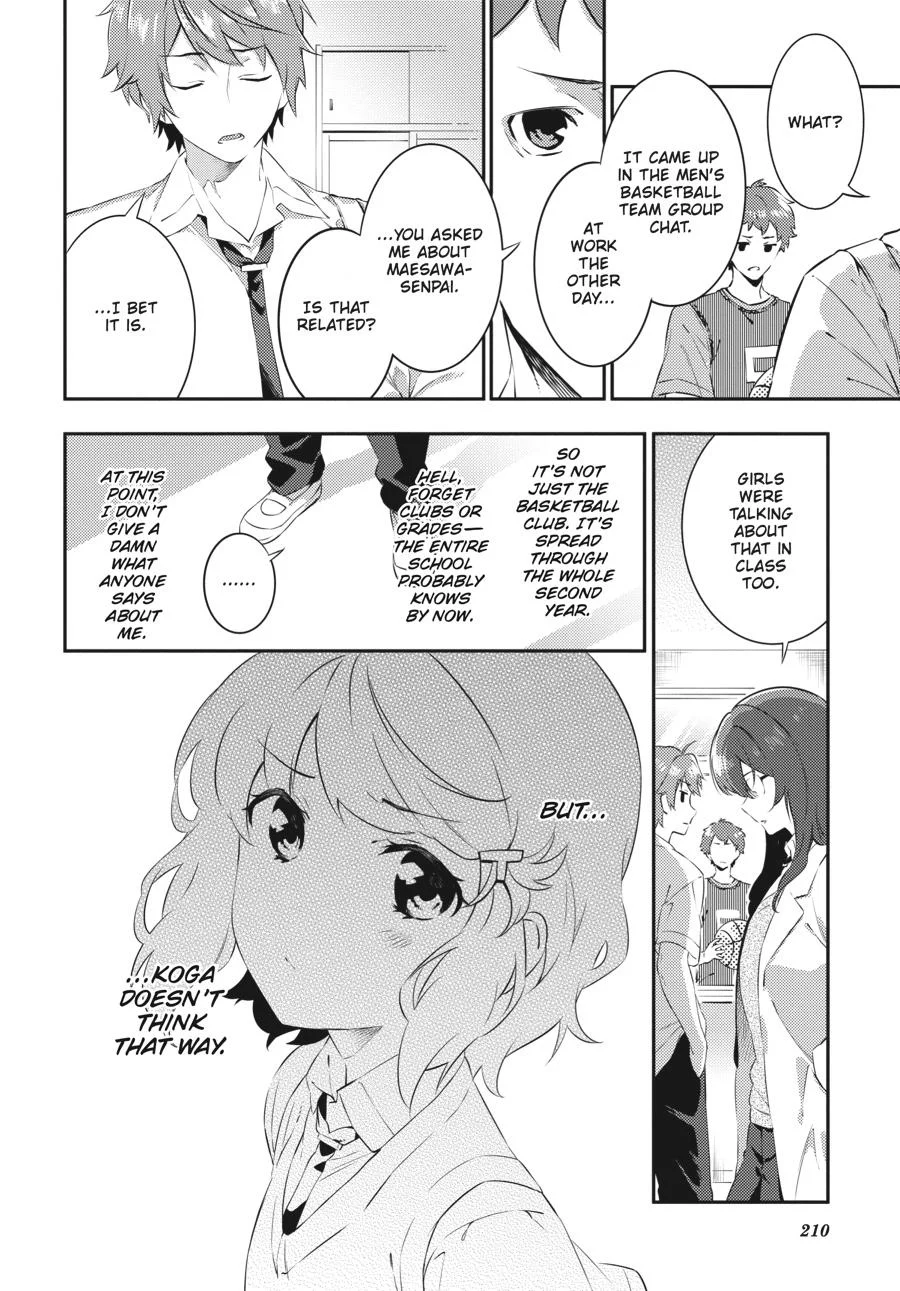 WHAT?
IT CAME UP
IN THE MEN'S
BASKETBALL
TEAM GROUP
CHAT.
AT
WORK
THE
OTHER
DAY...
...YOU ASKED
ME ABOUT
MAESAWA-
SENPAI.
IS THAT
RELATED?
...I BET
IT IS.
GIRLS
WERE
TALKING
ABOUT
THAT IN
CLASS
TOO.
SO
IT'S NOT
JUST THE
BASKETBALL
CLUB. IT'S
SPREAD
THROUGH
THE WHOLE
SECOND
YEAR.
HELL,
FORGET
CLUBS OR
GRADES—
THE ENTIRE
SCHOOL
PROBABLY
KNOWS
BY NOW.
......
AT THIS
POINT,
I DON'T
GIVE A
DAMN
WHAT
ANYONE
SAYS
ABOUT
ME.
BUT...
...KOGA
DOESN'T
THINK
THAT WAY.
210